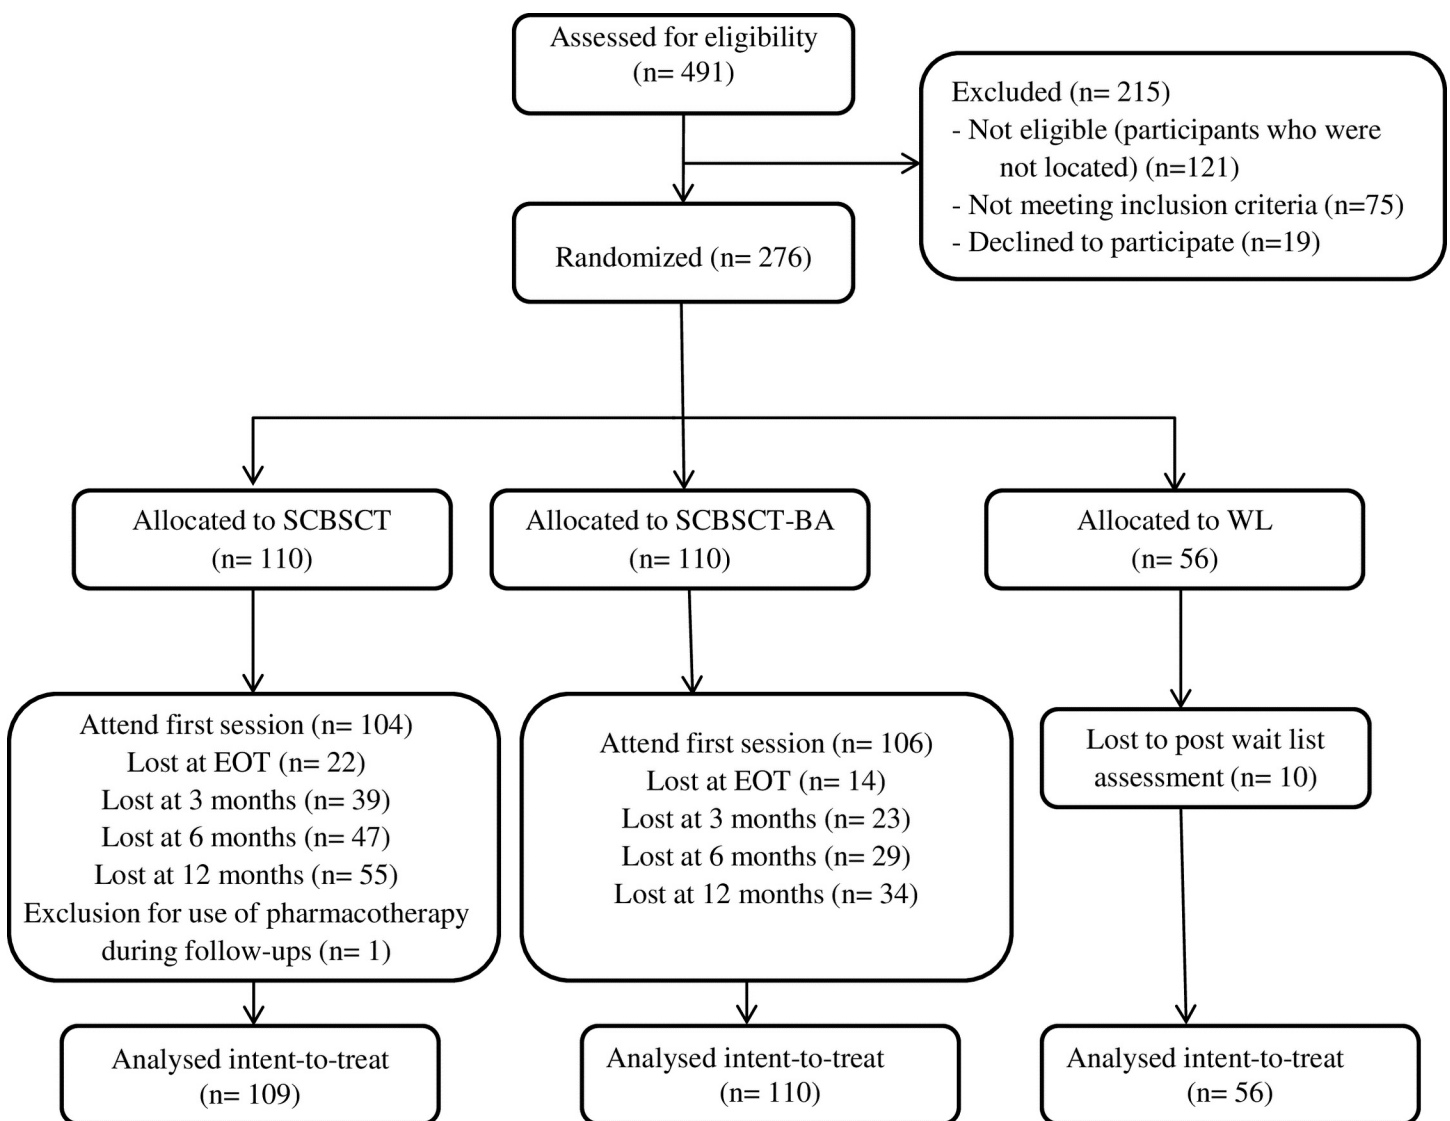 Assessed for eligibility
(n= 491)
Excluded (n= 215)
- Not eligible (participants who were
not located) (n=121)
- Not meeting inclusion criteria (n=75)
- Declined to participate (n=19)
Randomized (n= 276)
Allocated to SCBSCT
(n= 110)
Allocated to SCBSCT-BA
(n= 110)
Allocated to WL
(n= 56)
Attend first session (n= 104)
Lost at EOT (n= 22)
Lost at 3 months (n= 39)
Lost at 6 months (n= 47)
Lost at 12 months (n= 55)
Exclusion for use of pharmacotherapy
during follow-ups (n= 1)
Attend first session (n= 106)
Lost at EOT (n= 14)
Lost at 3 months (n= 23)
Lost at 6 months (n= 29)
Lost at 12 months (n= 34)
Lost to post wait list
assessment (n= 10)
Analysed intent-to-treat
(n= 109)
Analysed intent-to-treat
(n= 110)
Analysed intent-to-treat
(n= 56)